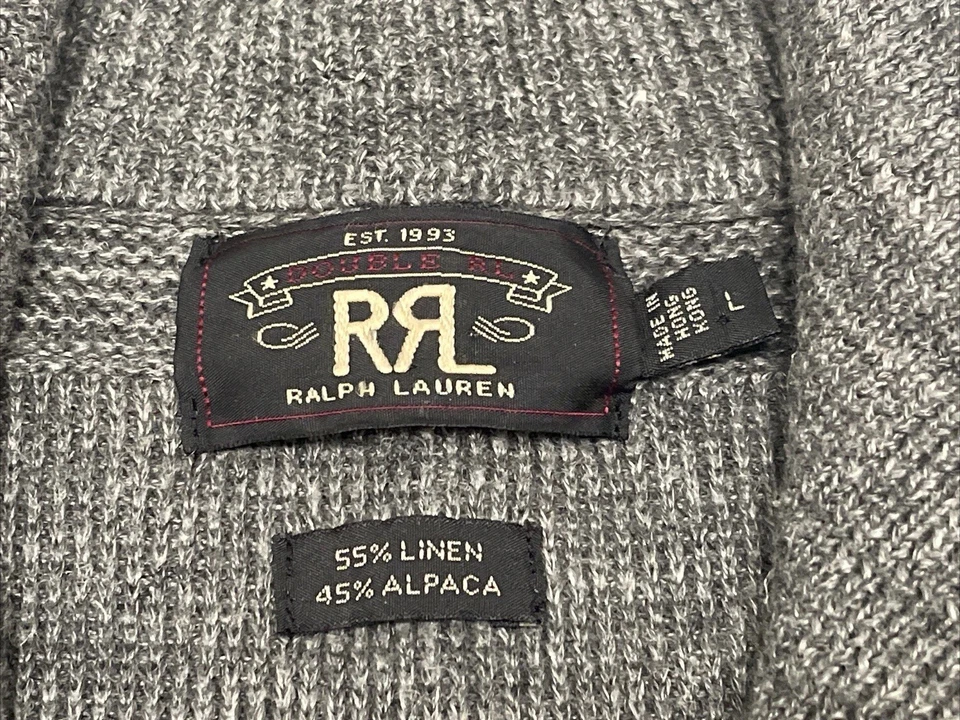 EST. 1993
DOUBLE RL
RRL
RALPH LAUREN
MADE IN
HONG
KONG
L
55% LINEN
45% ALPACA